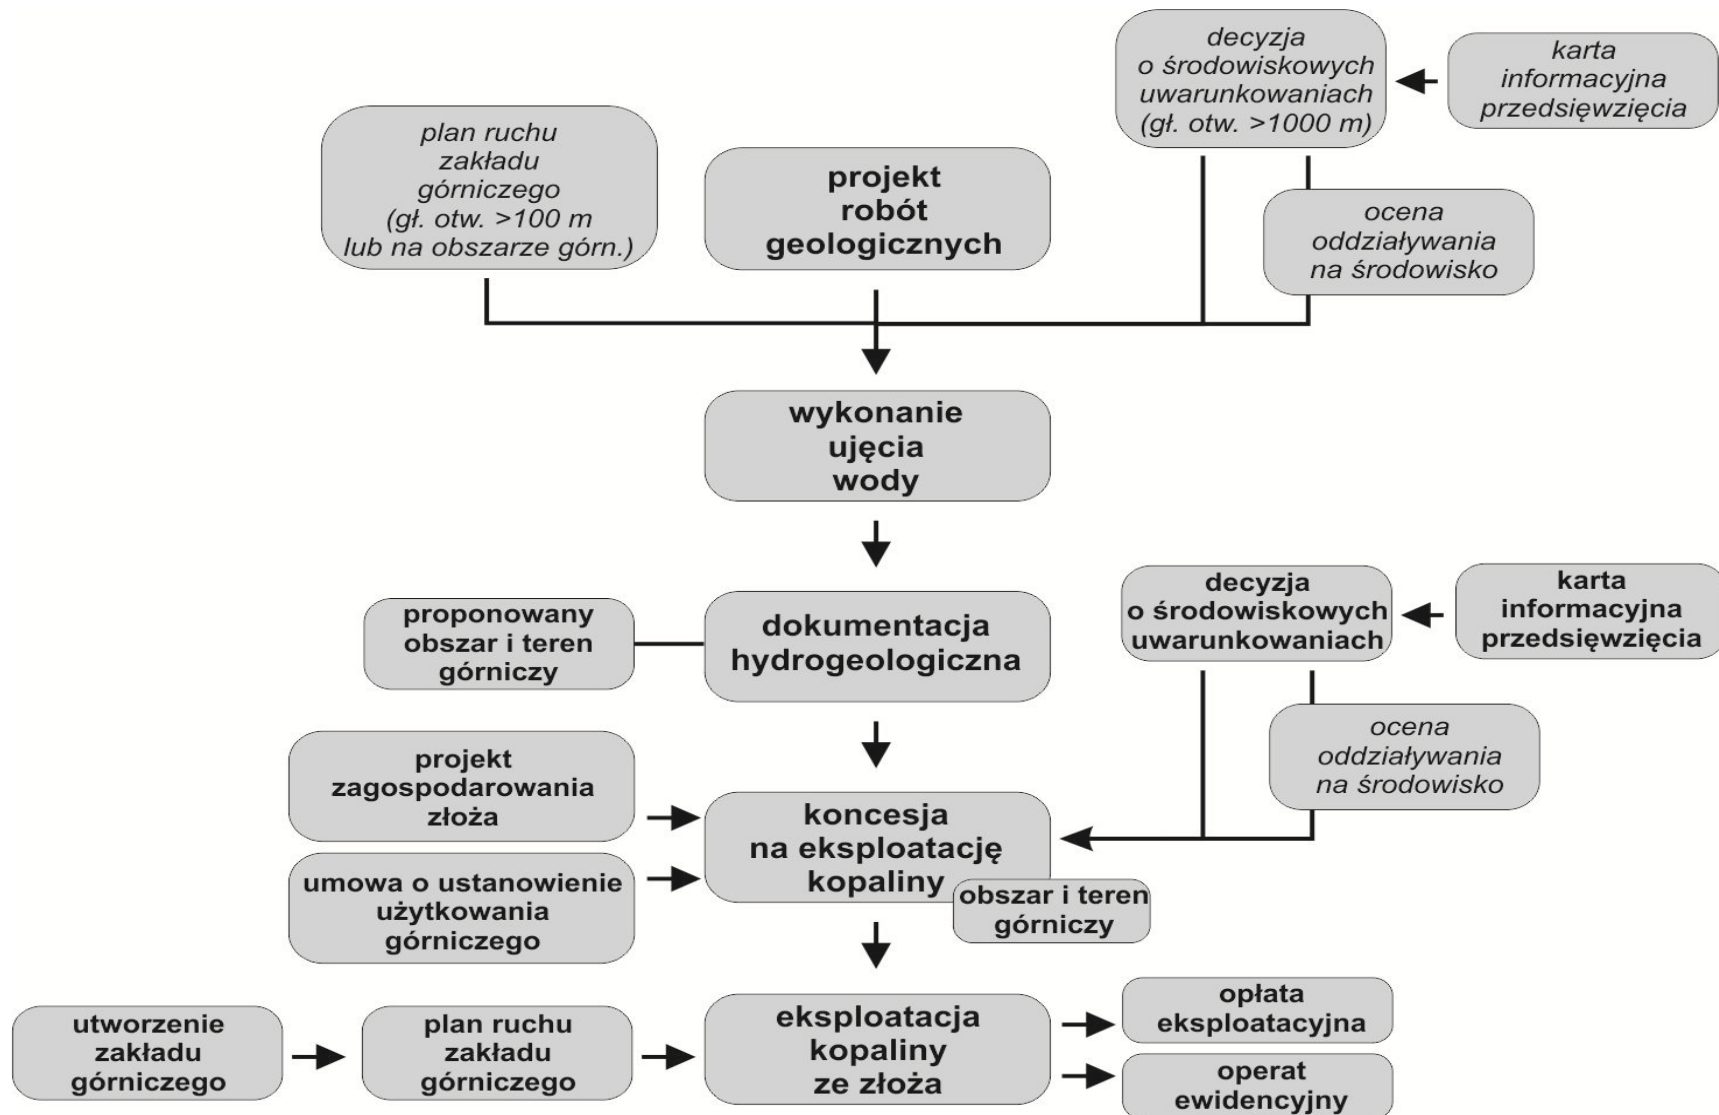 decyzja
o środowiskowych
uwarunkowaniach
(gł. otw. >1000 m)
karta
informacyjna
przedsięwzięcia
plan ruchu
zakładu
górniczego
(gł. otw. >100 m
lub na obszarze górn.)
projekt
robót
geologicznych
ocena
oddziaływania
na środowisko
wykonanie
ujęcia
wody
proponowany
obszar i teren
górniczy
dokumentacja
hydrogeologiczna
decyzja
o środowiskowych
uwarunkowaniach
karta
informacyjna
przedsięwzięcia
ocena
oddziaływania
na środowisko
projekt
zagospodarowania
złoża
umowa o ustanowienie
użytkowania
górniczego
koncesja
na eksploatację
kopaliny
obszar i teren
górniczy
utworzenie
zakładu
górniczego
plan ruchu
zakładu
górniczego
eksploatacja
kopaliny
ze złoża
opłata
eksploatacyjna
operat
ewidencyjny